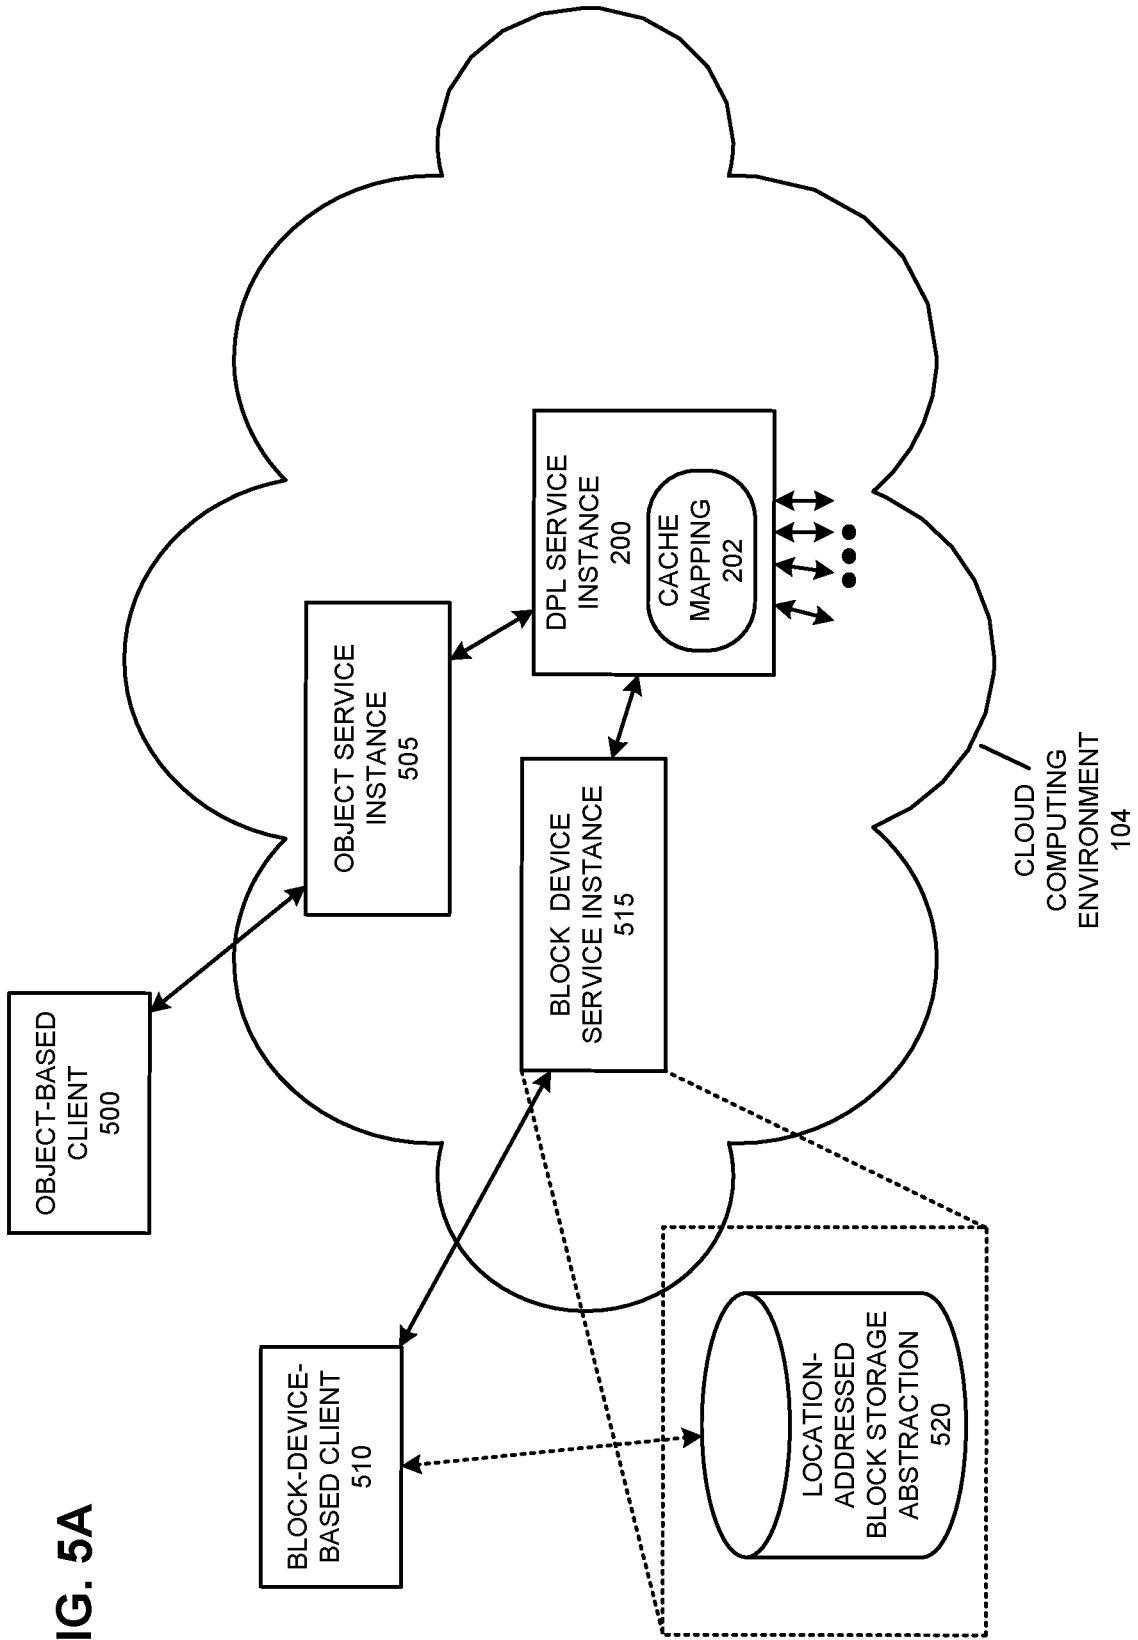 IG. 5A
OBJECT-BASED
CLIENT
500
BLOCK-DEVICE-
BASED CLIENT
510
OBJECT SERVICE
INSTANCE
505
BLOCK DEVICE
SERVICE INSTANCE
515
DPL SERVICE
INSTANCE
200
CACHE
MAPPING
202
LOCATION-
ADDRESSED
BLOCK STORAGE
ABSTRACTION
520
CLOUD
COMPUTING
ENVIRONMENT
104